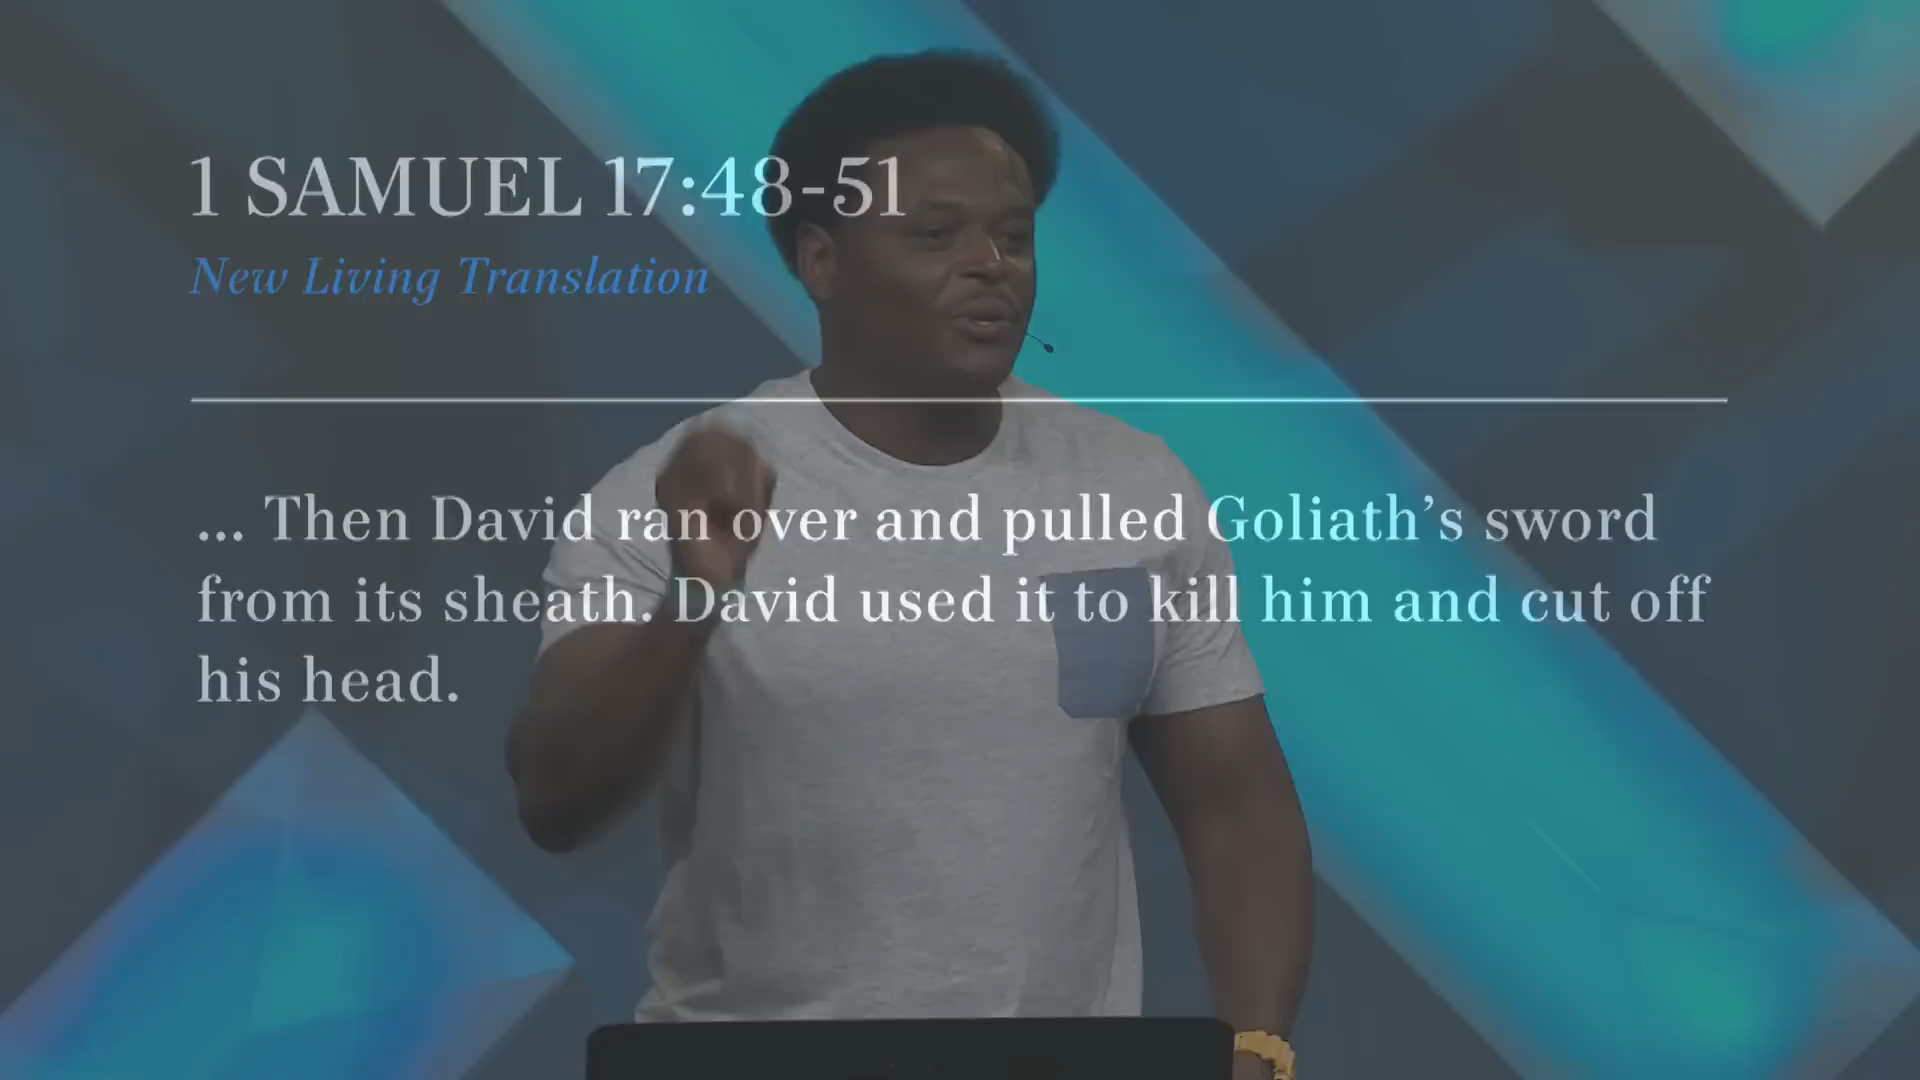 1 SAMUEL 17:48-51
New Living Translation
... Then David ran over and pulled Goliath’s sword
from its sheath. David used it to kill him and cut off
his head.